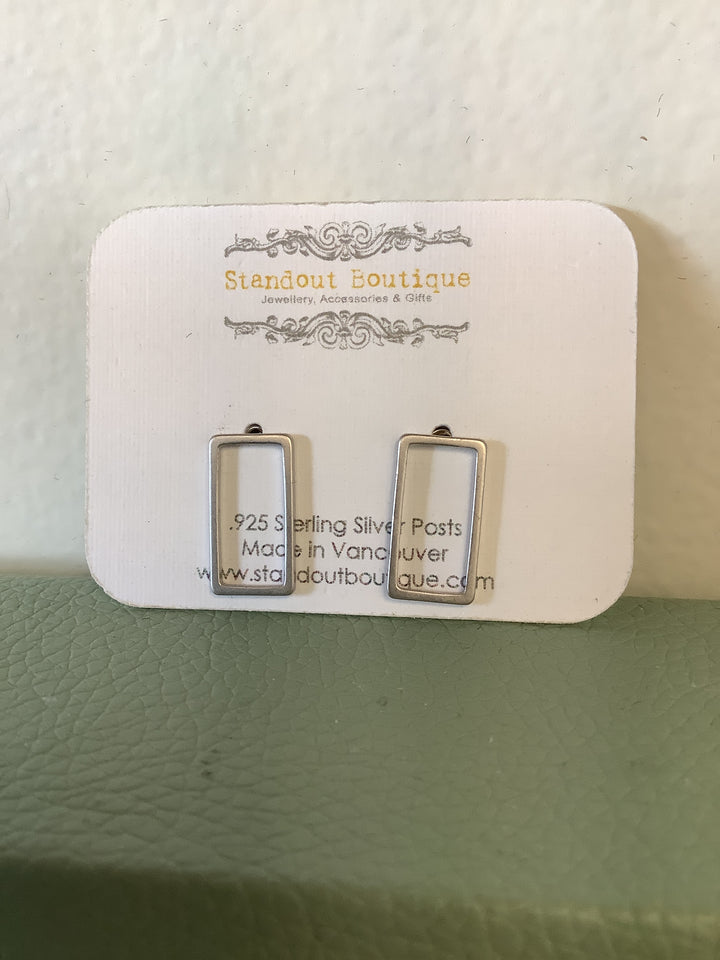 Standout Boutique
Jewellery, Accessories & Gifts
.925 Sterling Silver Posts
Made in Vancouver
www.standoutboutique.com